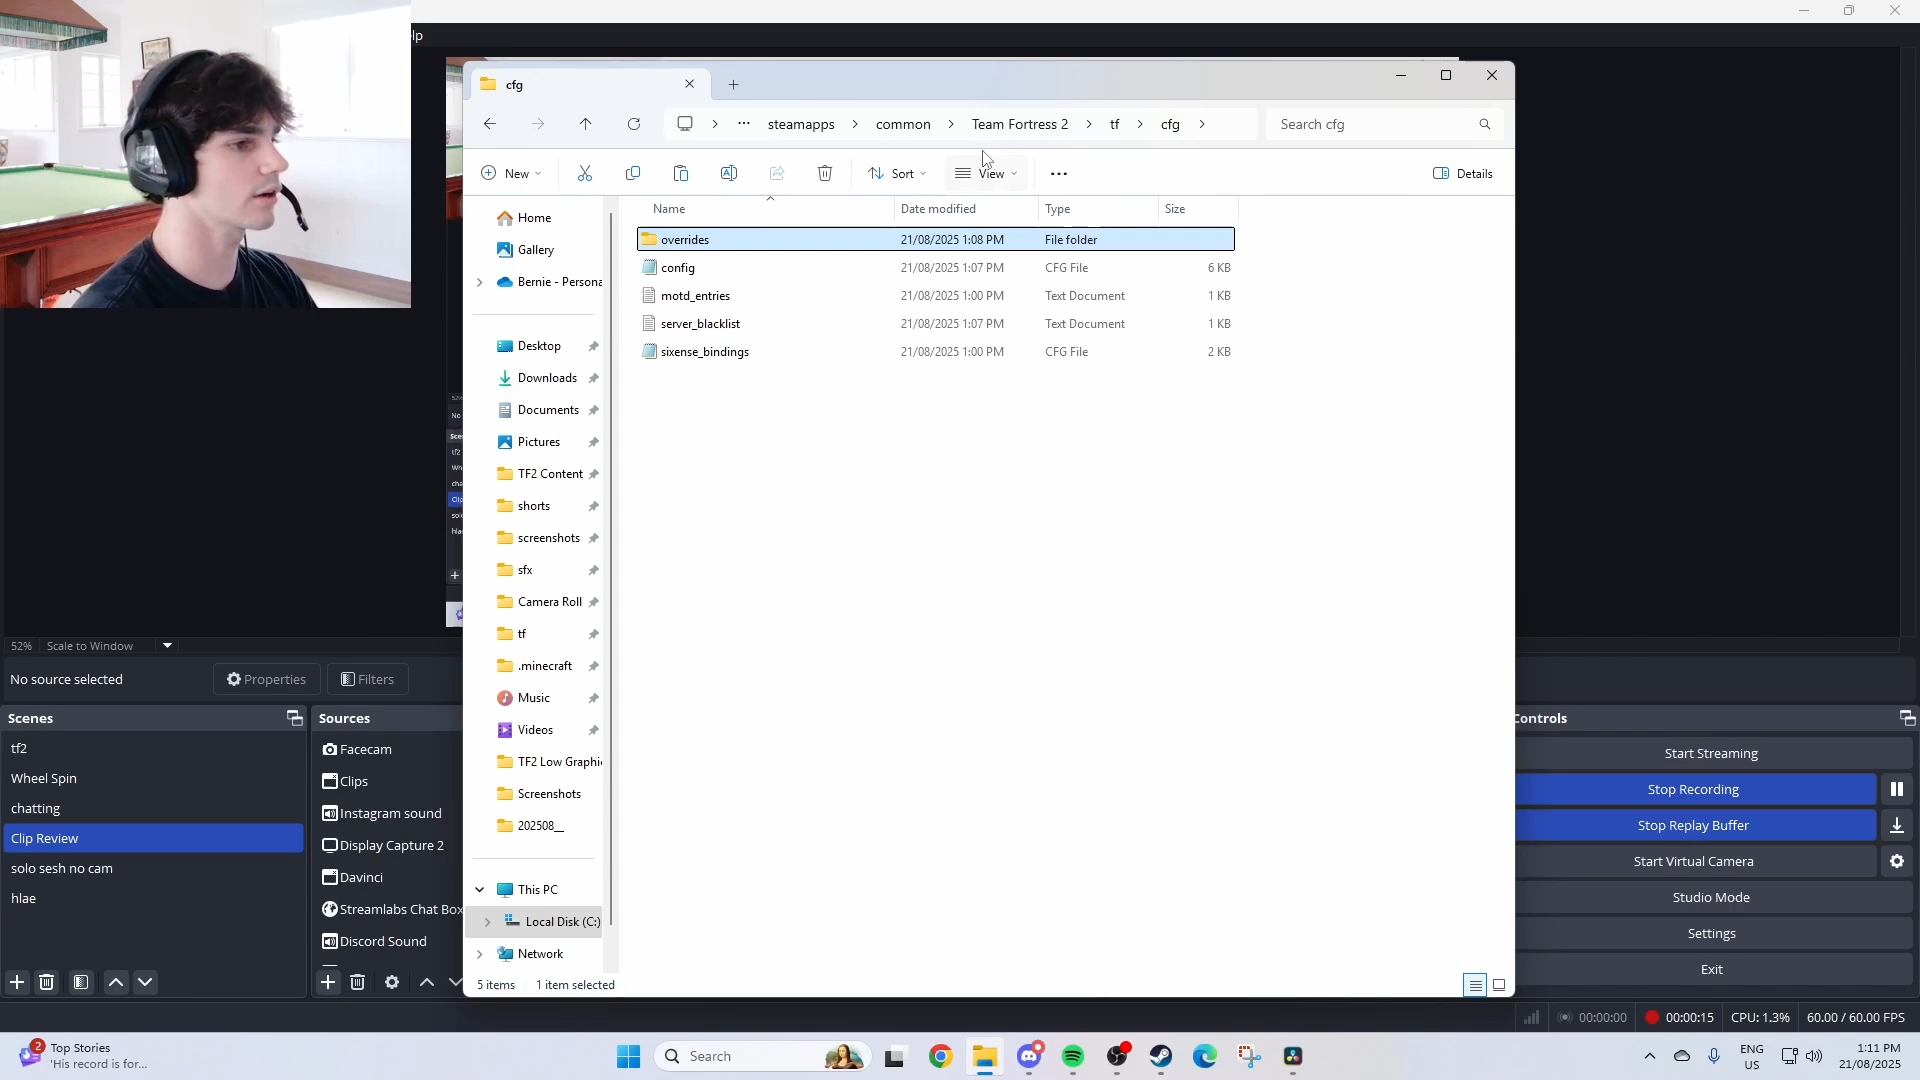 lp
cfg
steamapps
common
Team Fortress 2
tf
cfg
Search cfg
New
Sort
View
Details
Name
Date modified
Type
Size
overrides
21/08/2025 1:08 PM
File folder
config
21/08/2025 1:07 PM
CFG File
6 KB
motd_entries
21/08/2025 1:00 PM
Text Document
1 KB
server_blacklist
21/08/2025 1:07 PM
Text Document
1 KB
sixense_bindings
21/08/2025 1:00 PM
CFG File
2 KB
Home
Gallery
Bernie - Persona
Desktop
Downloads
Documents
Pictures
TF2 Content
shorts
screenshots
sfx
Camera Roll
tf
.minecraft
Music
Videos
TF2 Low Graphi
Screenshots
202508__
This PC
Local Disk (C:)
Network
5 items
1 item selected
52%
Scale to Window
No source selected
Properties
Filters
Scenes
tf2
Wheel Spin
chatting
Clip Review
solo sesh no cam
hlae
Sources
Facecam
Clips
Instagram sound
Display Capture 2
Davinci
Streamlabs Chat Box
Discord Sound
Controls
Start Streaming
Stop Recording
Stop Replay Buffer
Start Virtual Camera
Studio Mode
Settings
Exit
00:00:00
00:00:15
CPU: 1.3%
60.00 / 60.00 FPS
2
Top Stories
'His record is for...
Search
ENG
US
1:11 PM
21/08/2025